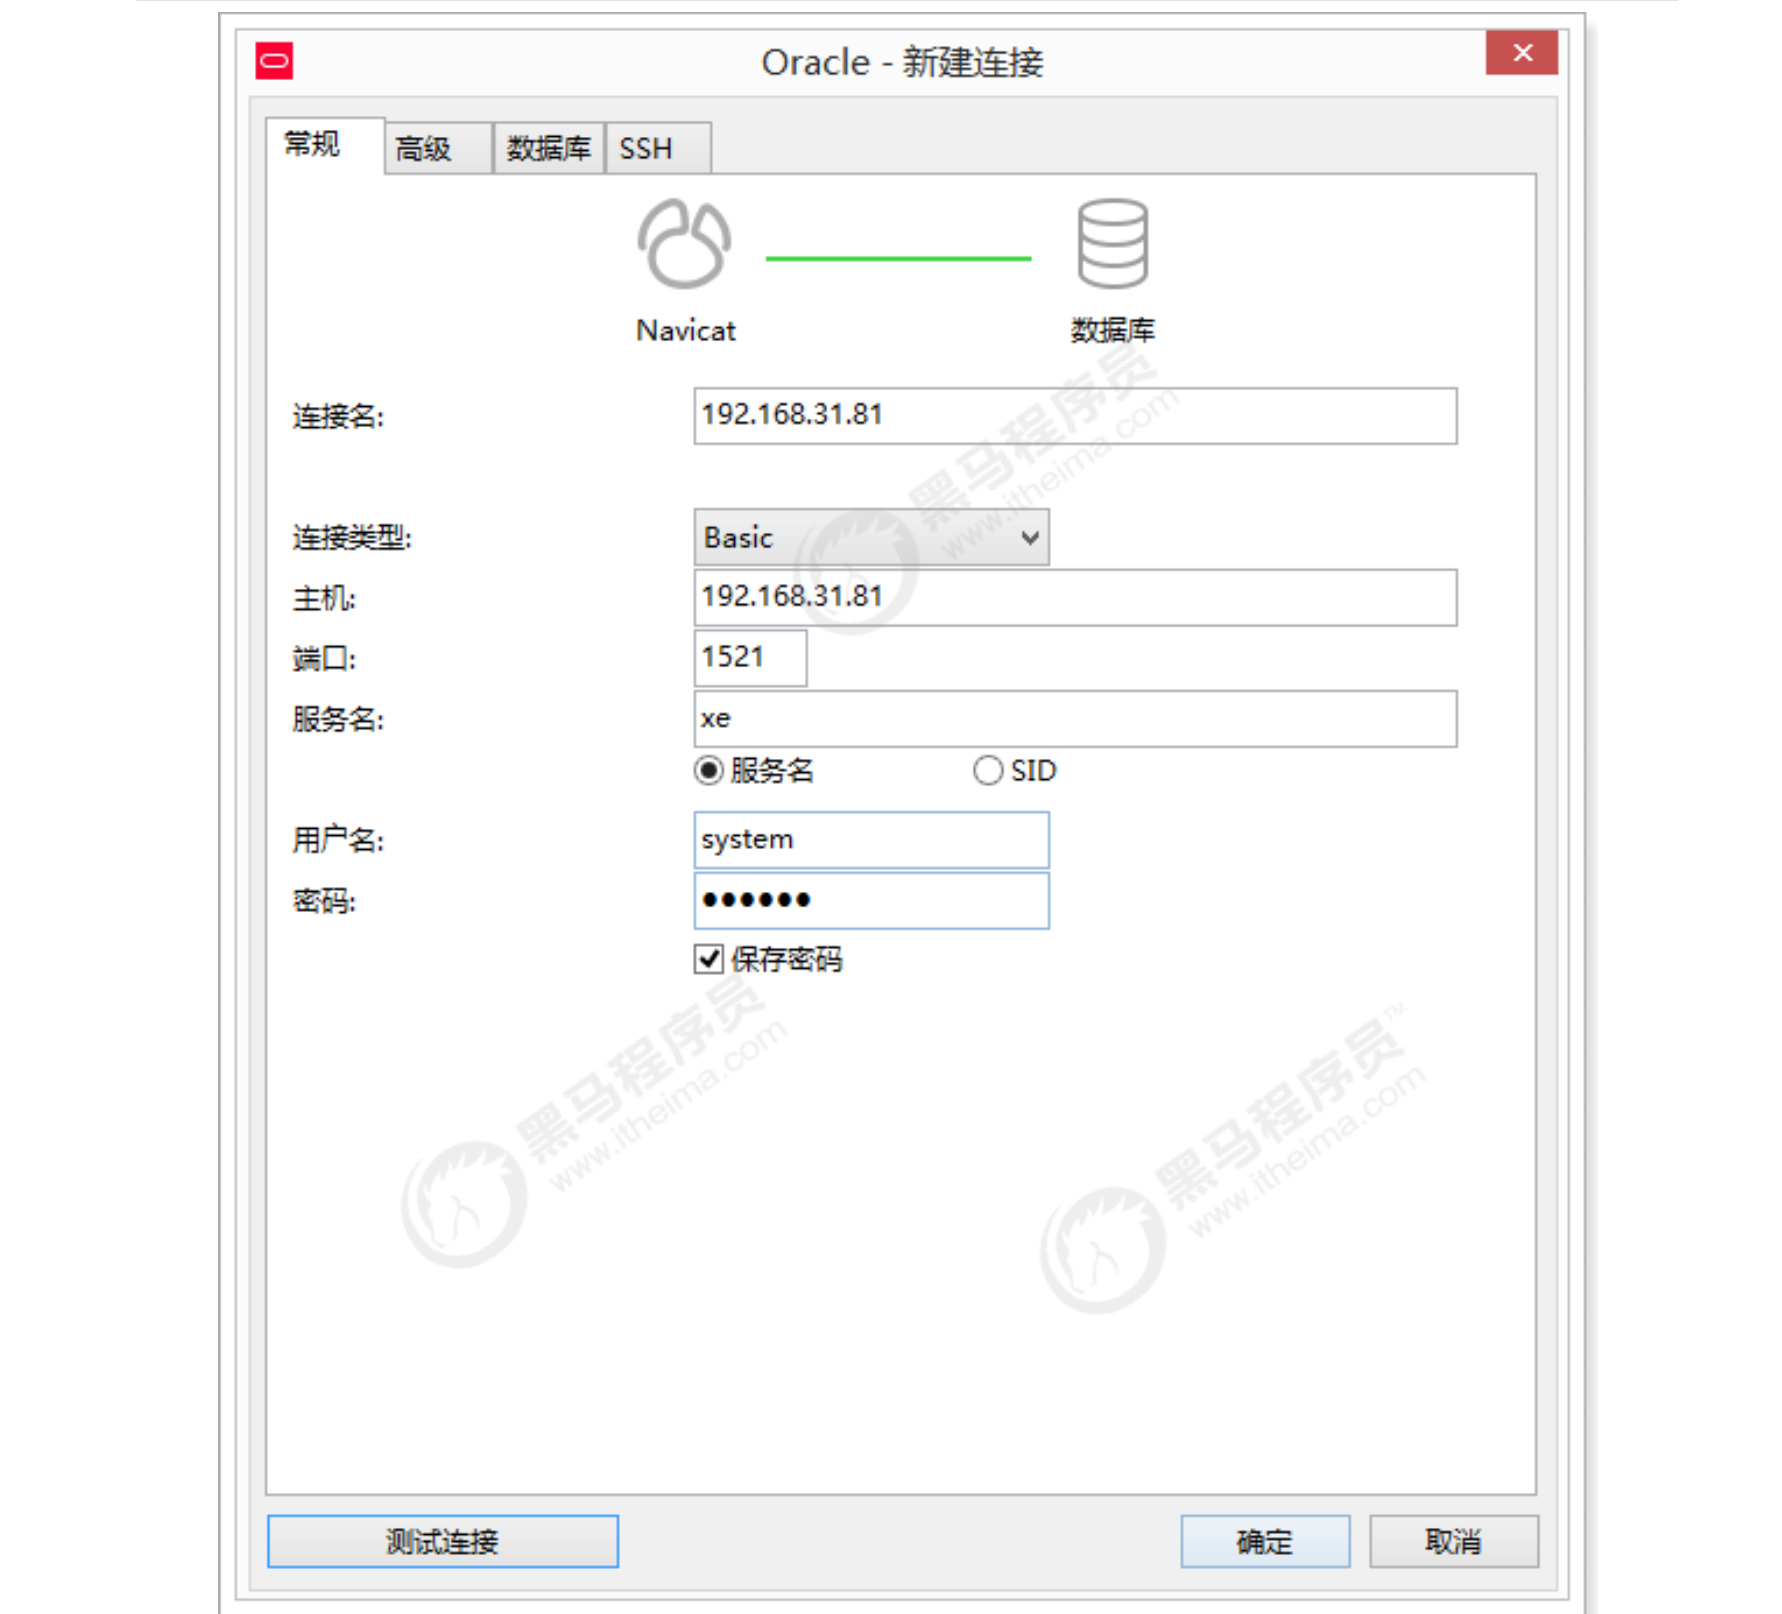 Oracle - 新建连接
常规 高级 数据库 SSH
Navicat 数据库
连接名: 192.168.31.81
连接类型: Basic
主机: 192.168.31.81
端口: 1521
服务名: xe
服务名 SID
用户名: system
密码: ●●●●●●
保存密码
测试连接 确定 取消
黑马程序员
www.itheima.com
黑马程序员
www.itheima.com
黑马程序员™
www.itheima.com